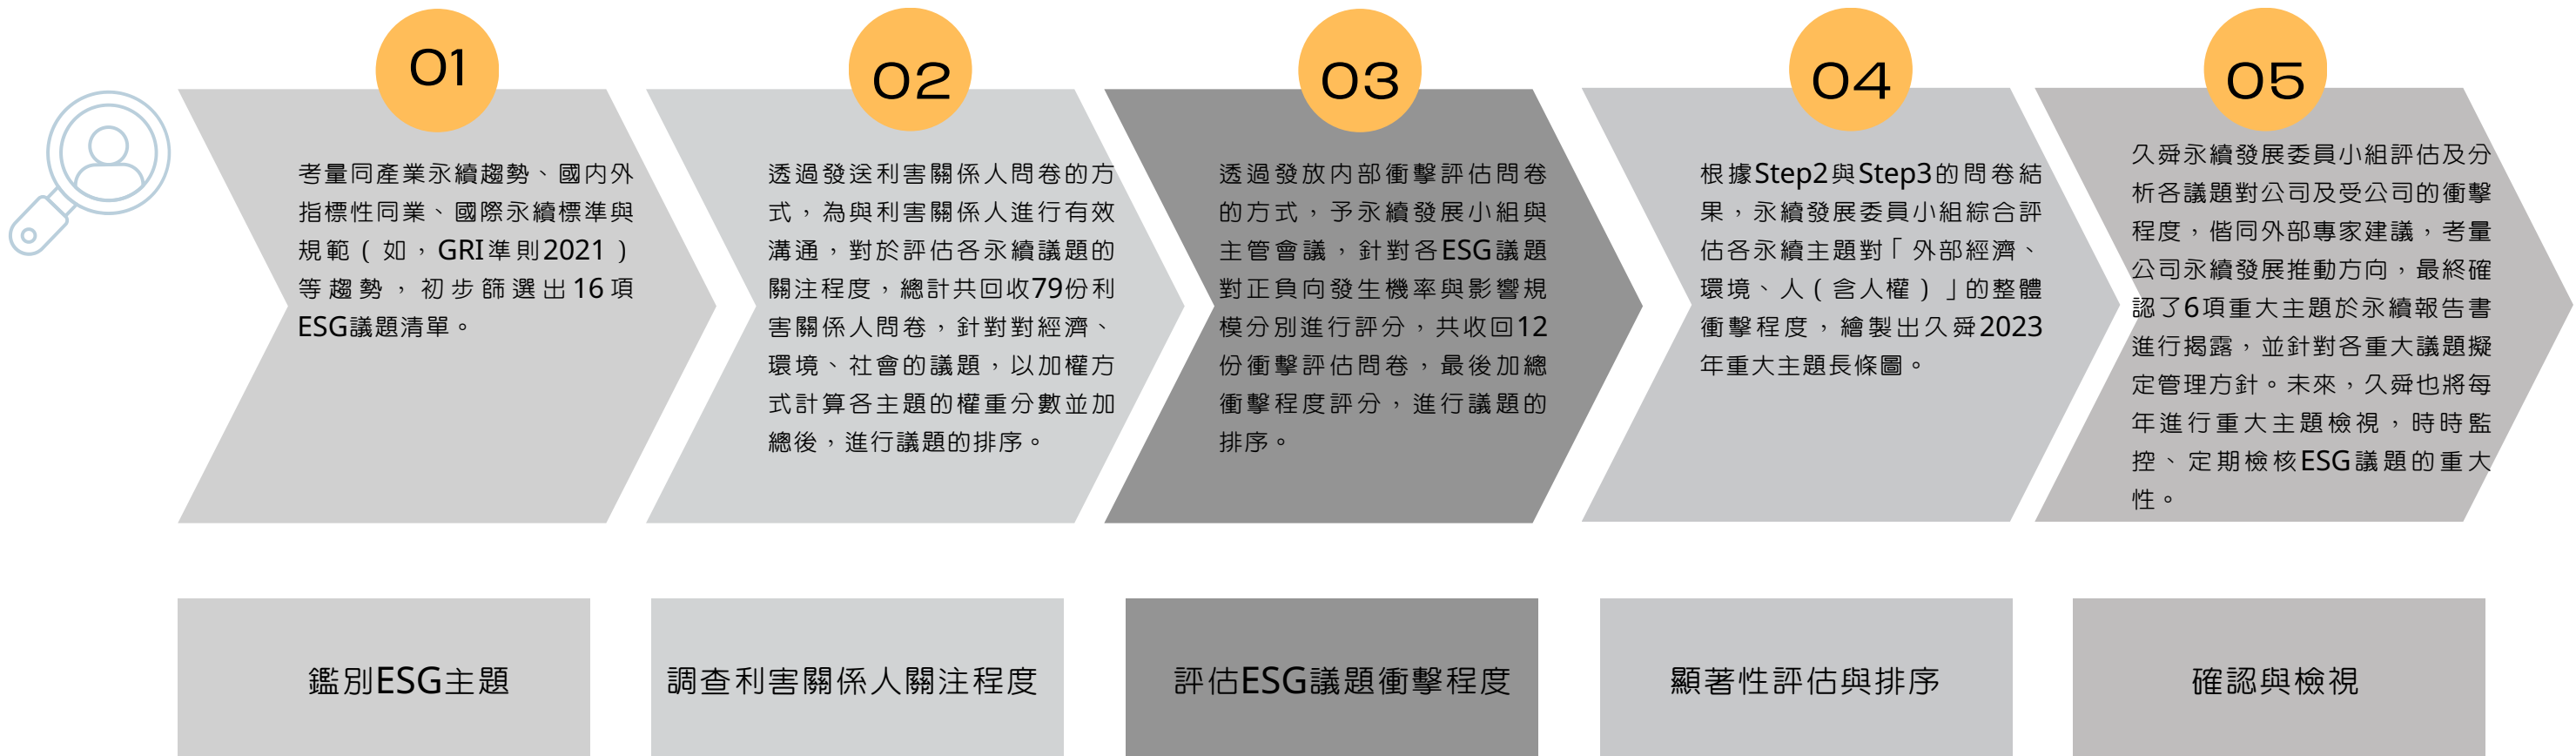 01
考量同產業永續趨勢、國內外
指標性同業、國際永續標準與
規範(如,GRI準則2021)
等趨勢,初步篩選出16項
ESG議題清單。
02
透過發送利害關係人問卷的方
式,為與利害關係人進行有效
溝通,對於評估各永續議題的
關注程度,總計共回收79份利
害關係人問卷,針對對經濟、
環境、社會的議題,以加權方
式計算各主題的權重分數並加
總後,進行議題的排序。
03
透過發放內部衝擊評估問卷
的方式,予永續發展小組與
主管會議,針對各ESG議題
對正負向發生機率與影響規
模分別進行評分,共收回12
份衝擊評估問卷,最後加總
衝擊程度評分,進行議題的
排序。
04
根據Step2與Step3的問卷結
果,永續發展委員小組綜合評
估各永續主題對「外部經濟、
環境、人(含人權)」的整體
衝擊程度,繪製出久舜2023
年重大主題長條圖。
05
久舜永續發展委員小組評估及分
析各議題對公司及受公司的衝擊
程度,偕同外部專家建議,考量
公司永續發展推動方向,最終確
認了6項重大主題於永續報告書
進行揭露,並針對各重大議題擬
定管理方針。未來,久舜也將每
年進行重大主題檢視,時時監
控、定期檢核ESG議題的重大
性。
鑑別ESG主題
調查利害關係人關注程度
評估ESG議題衝擊程度
顯著性評估與排序
確認與檢視